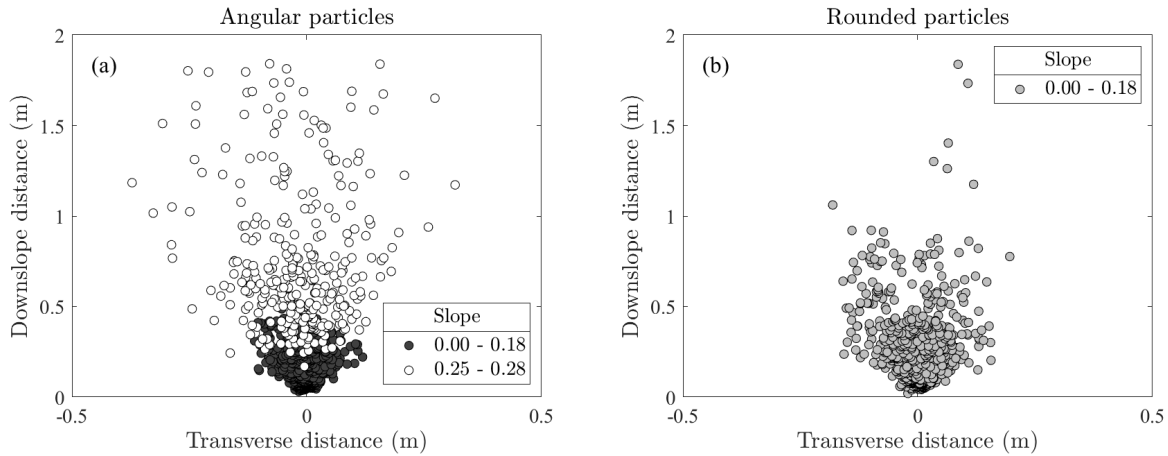 Angular particles
(a)
2
1.5
1
0.5
0
Downslope distance (m)
-0.5
0
0.5
Transverse distance (m)
Slope
0.00 - 0.18
0.25 - 0.28
Rounded particles
(b)
2
1.5
1
0.5
0
Downslope distance (m)
-0.5
0
0.5
Transverse distance (m)
Slope
0.00 - 0.18